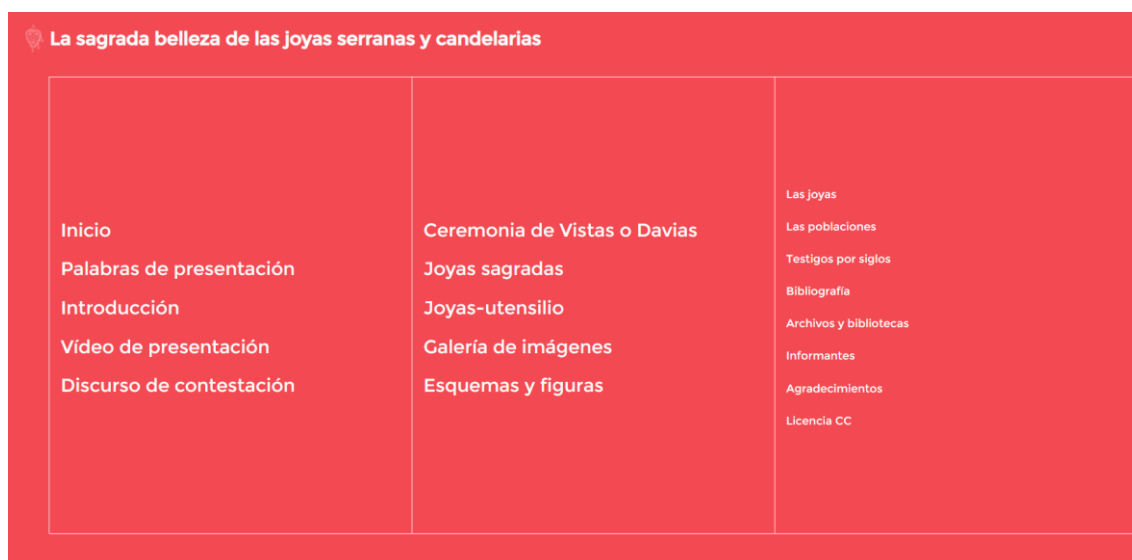 La sagrada belleza de las joyas serranas y candelarias
Inicio
Palabras de presentación
Introducción
Vídeo de presentación
Discurso de contestación
Ceremonia de Vistas o Davias
Joyas sagradas
Joyas-utensilio
Galería de imágenes
Esquemas y figuras
Las joyas
Las poblaciones
Testigos por siglos
Bibliografía
Archivos y bibliotecas
Informantes
Agradecimientos
Licencia CC